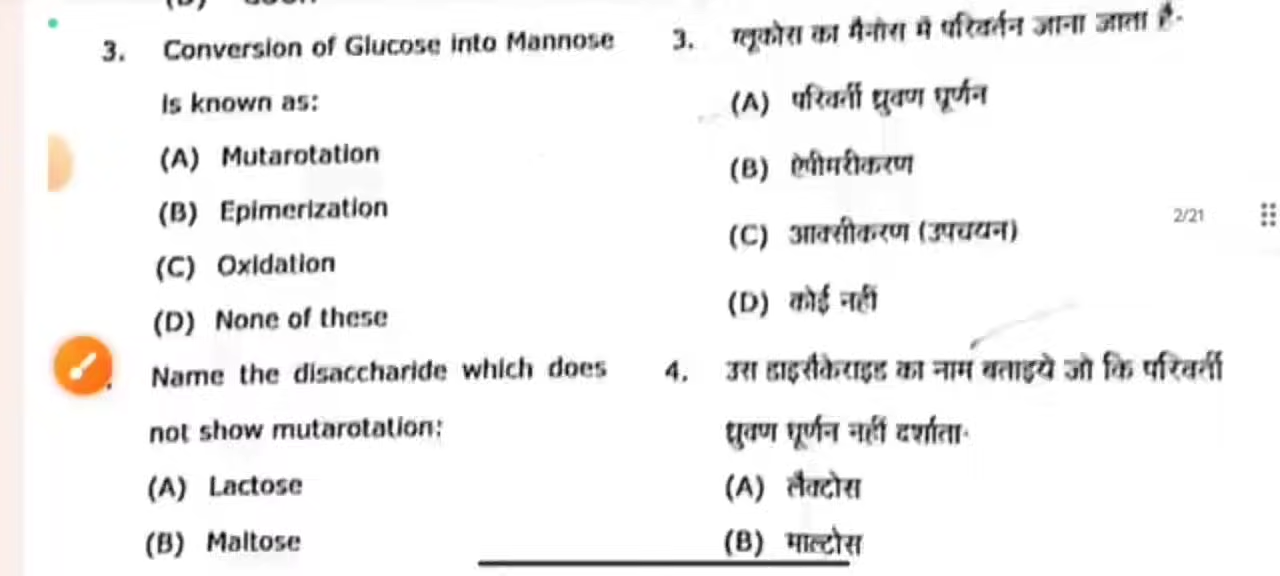 3. Conversion of Glucose into Mannose
is known as:
(A) Mutarotation
(B) Epimerization
(C) Oxidation
(D) None of these
Name the disaccharide which does
not show mutarotation:
(A) Lactose
(B) Maltose
3. ग्लूकोस का मैनोस में परिवर्तन जाना जाता है-
(A) परिवर्ती ध्रुवण घूर्णन
(B) ऐपीमरीकरण
(C) आक्सीकरण (उपचयन)
(D) कोई नहीं
4. उस डाइसैकेराइड का नाम बताइये जो कि परिवर्ती
ध्रुवण घूर्णन नहीं दर्शाता-
(A) लैक्टोस
(B) माल्टोस
2/21